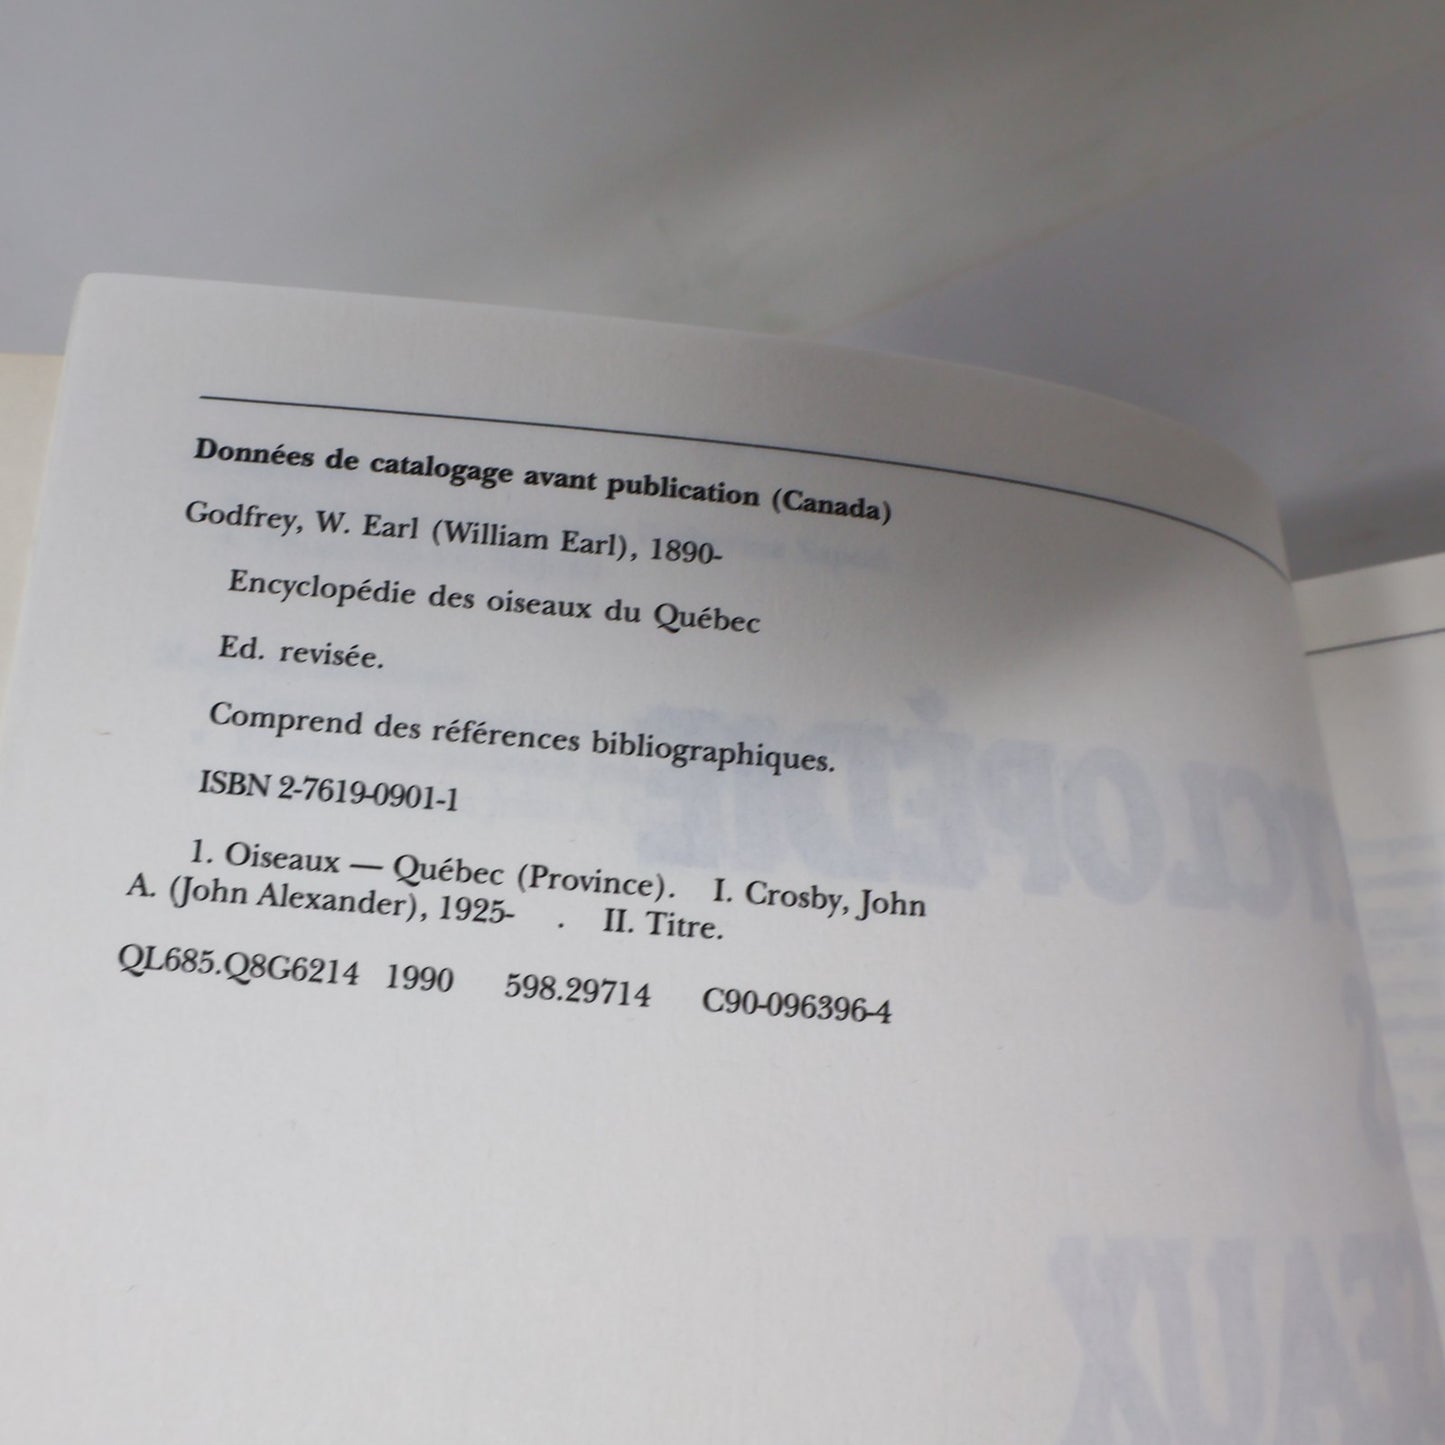 Données de catalogage avant publication (Canada)
Godfrey, W. Earl (William Earl), 1890-
Encyclopédie des oiseaux du Québec
Ed. revisée.
Comprend des références bibliographiques.
ISBN 2-7619-0901-1
1. Oiseaux — Québec (Province). I. Crosby, John
A. (John Alexander), 1925- . II. Titre.
QL685.Q8G6214 1990 598.29714 C90-096396-4